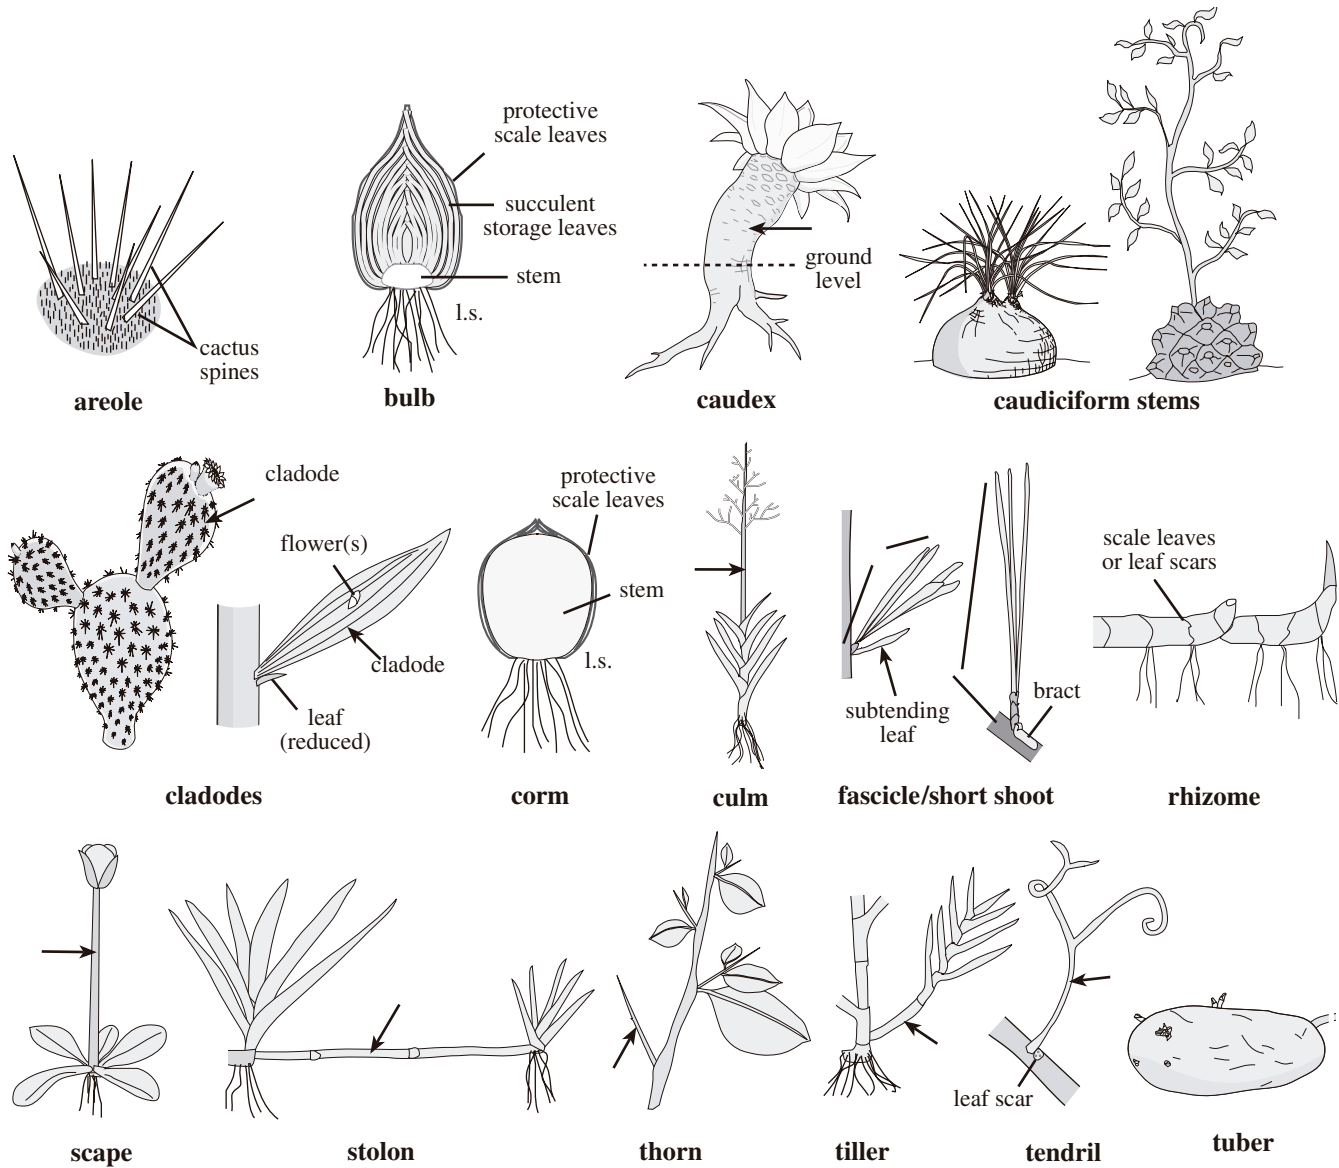 protective
scale leaves
succulent
storage leaves
stem
l.s.
cactus
spines
ground
level
areole
bulb
caudex
caudiciform stems
cladode
flower(s)
cladode
leaf
(reduced)
protective
scale leaves
stem
l.s.
subtending
leaf
bract
scale leaves
or leaf scars
cladodes
corm
culm
fascicle/short shoot
rhizome
leaf scar
scape
stolon
thorn
tiller
tendril
tuber